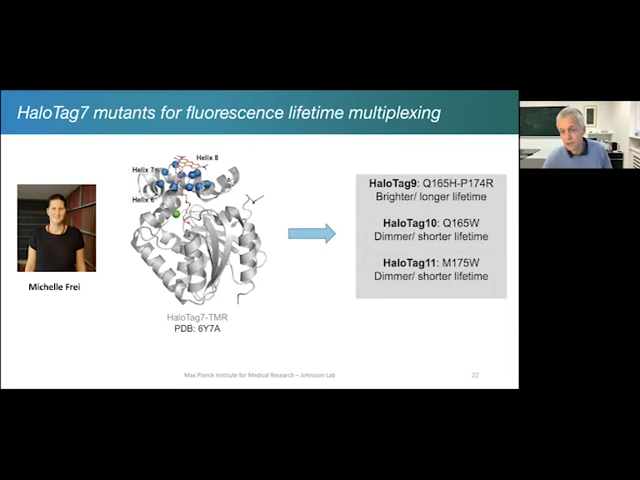 HaloTag7 mutants for fluorescence lifetime multiplexing
Helix 8
Helix 7
Helix 6
Michelle Frei
HaloTag7-TMR
PDB: 6Y7A
HaloTag9: Q165H-P174R
Brighter/ longer lifetime
HaloTag10: Q165W
Dimmer/ shorter lifetime
HaloTag11: M175W
Dimmer/ shorter lifetime
Max Planck Institute for Medical Research – Johnsson Lab
22